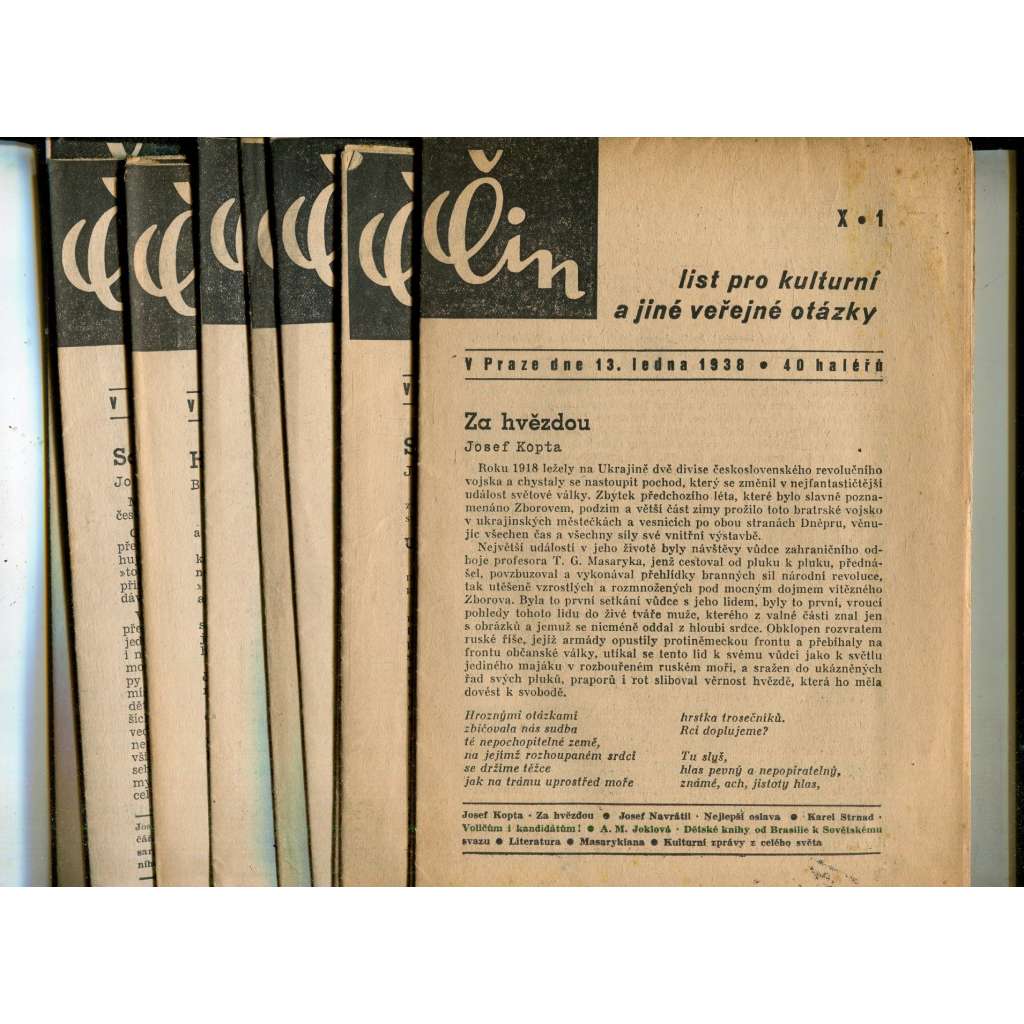 Čin
X • 1
list pro kulturní
a jiné veřejné otázky
V Praze dne 13. ledna 1938 • 40 haléřů
Za hvězdou
Josef Kopta
Roku 1918 ležely na Ukrajině dvě divise československého revolučního
vojska a chystaly se nastoupit pochod, který se změnil v nejfantastičtější
událost světové války. Zbytek předchozího léta, které bylo slavně pozna-
menáno Zborovem, podzim a větší část zimy prožilo toto bratrské vojsko
v ukrajinských městečkách a vesnicích po obou stranách Dněpru, věnu-
jíc všechen čas a všechny síly své vnitřní výstavbě.
Největší událostí v jeho životě byly návštěvy vůdce zahraničního od-
boje profesora T. G. Masaryka, jenž cestoval od pluku k pluku, předná-
šel, povzbuzoval a vykonával přehlídky branných sil národní revoluce,
tak utěšeně vzrostlých a rozmnožených pod mocným dojmem vítězného
Zborova. Byla to první setkání vůdce s jeho lidem, byly to první, vroucí
pohledy tohoto lidu do živé tváře muže, kterého z valné části znal jen
s obrázků a jemuž se nicméně oddal z hloubi srdce. Obklopen rozvratem
ruské říše, jejíž armády opustily protiněmeckou frontu a přebíhaly na
frontu občanské války, utíkal se tento lid k svému vůdci jako k světlu
jediného majáku v rozbouřeném ruském moři, a sražen do ukázněných
řad svých pluků, praporů i rot sliboval věrnost hvězdě, která ho měla
dovést k svobodě.
Hroznými otázkami
zbičovala nás sudba
té nepochopitelné země,
na jejímž rozhoupaném srdci
se držíme těžce
jak na trámu uprostřed moře
hrstka trosečníků.
Rci doplujeme?
Tu slyš,
hlas pevný a nepopiratelný,
známé, ach, jistoty hlas,
Josef Kopta · Za hvězdou ● Josef Navrátil · Nejlepší oslava ● Karel Strnad ·
Voličům i kandidátům! ● A. M. Joklová · Dětské knihy od Brasilie k Sovětskému
svazu ● Literatura ● Masarykiana ● Kulturní zprávy z celého světa